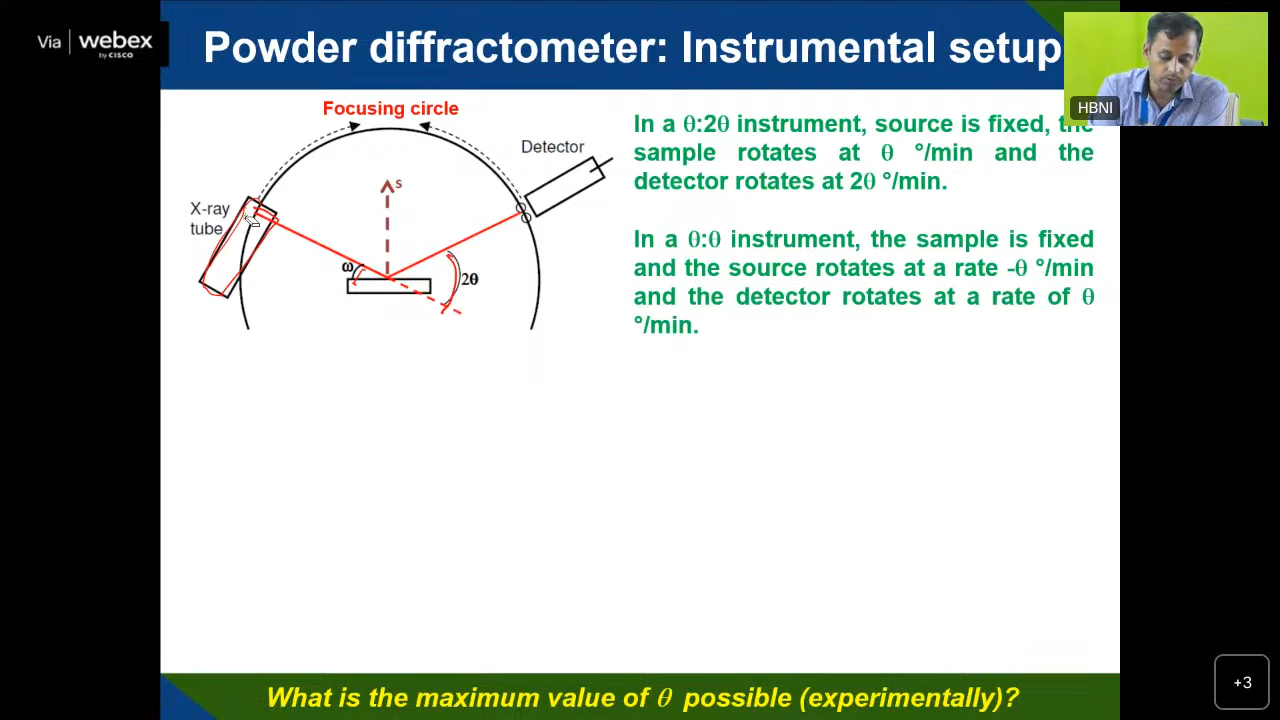 Via | webex
by CISCO
Powder diffractometer: Instrumental setup
HBNI
Focusing circle
Detector
s
X-ray
tube
ω
2θ
In a θ:2θ instrument, source is fixed, the
sample rotates at θ °/min and the
detector rotates at 2θ °/min.
In a θ:θ instrument, the sample is fixed
and the source rotates at a rate -θ °/min
and the detector rotates at a rate of θ
°/min.
What is the maximum value of θ possible (experimentally)?
+3